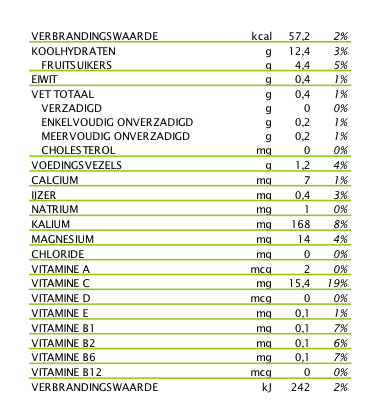 VERBRANDINGSWAARDE kcal 57,2 2%
KOOLHYDRATEN g 12,4 3%
FRUITSUIKERS g 4,4 5%
EIWIT g 0,4 1%
VET TOTAAL g 0,4 1%
VERZADIGD g 0 0%
ENKELVOUDIG ONVERZADIGD g 0,2 1%
MEERVOUDIG ONVERZADIGD g 0,2 1%
CHOLESTEROL mg 0 0%
VOEDINGSVEZELS g 1,2 4%
CALCIUM mg 7 1%
IJZER mg 0,4 3%
NATRIUM mg 1 0%
KALIUM mg 168 8%
MAGNESIUM mg 14 4%
CHLORIDE mg 0 0%
VITAMINE A mcg 2 0%
VITAMINE C mg 15,4 19%
VITAMINE D mcg 0 0%
VITAMINE E mg 0,1 1%
VITAMINE B1 mg 0,1 7%
VITAMINE B2 mg 0,1 6%
VITAMINE B6 mg 0,1 7%
VITAMINE B12 mcg 0 0%
VERBRANDINGSWAARDE kJ 242 2%